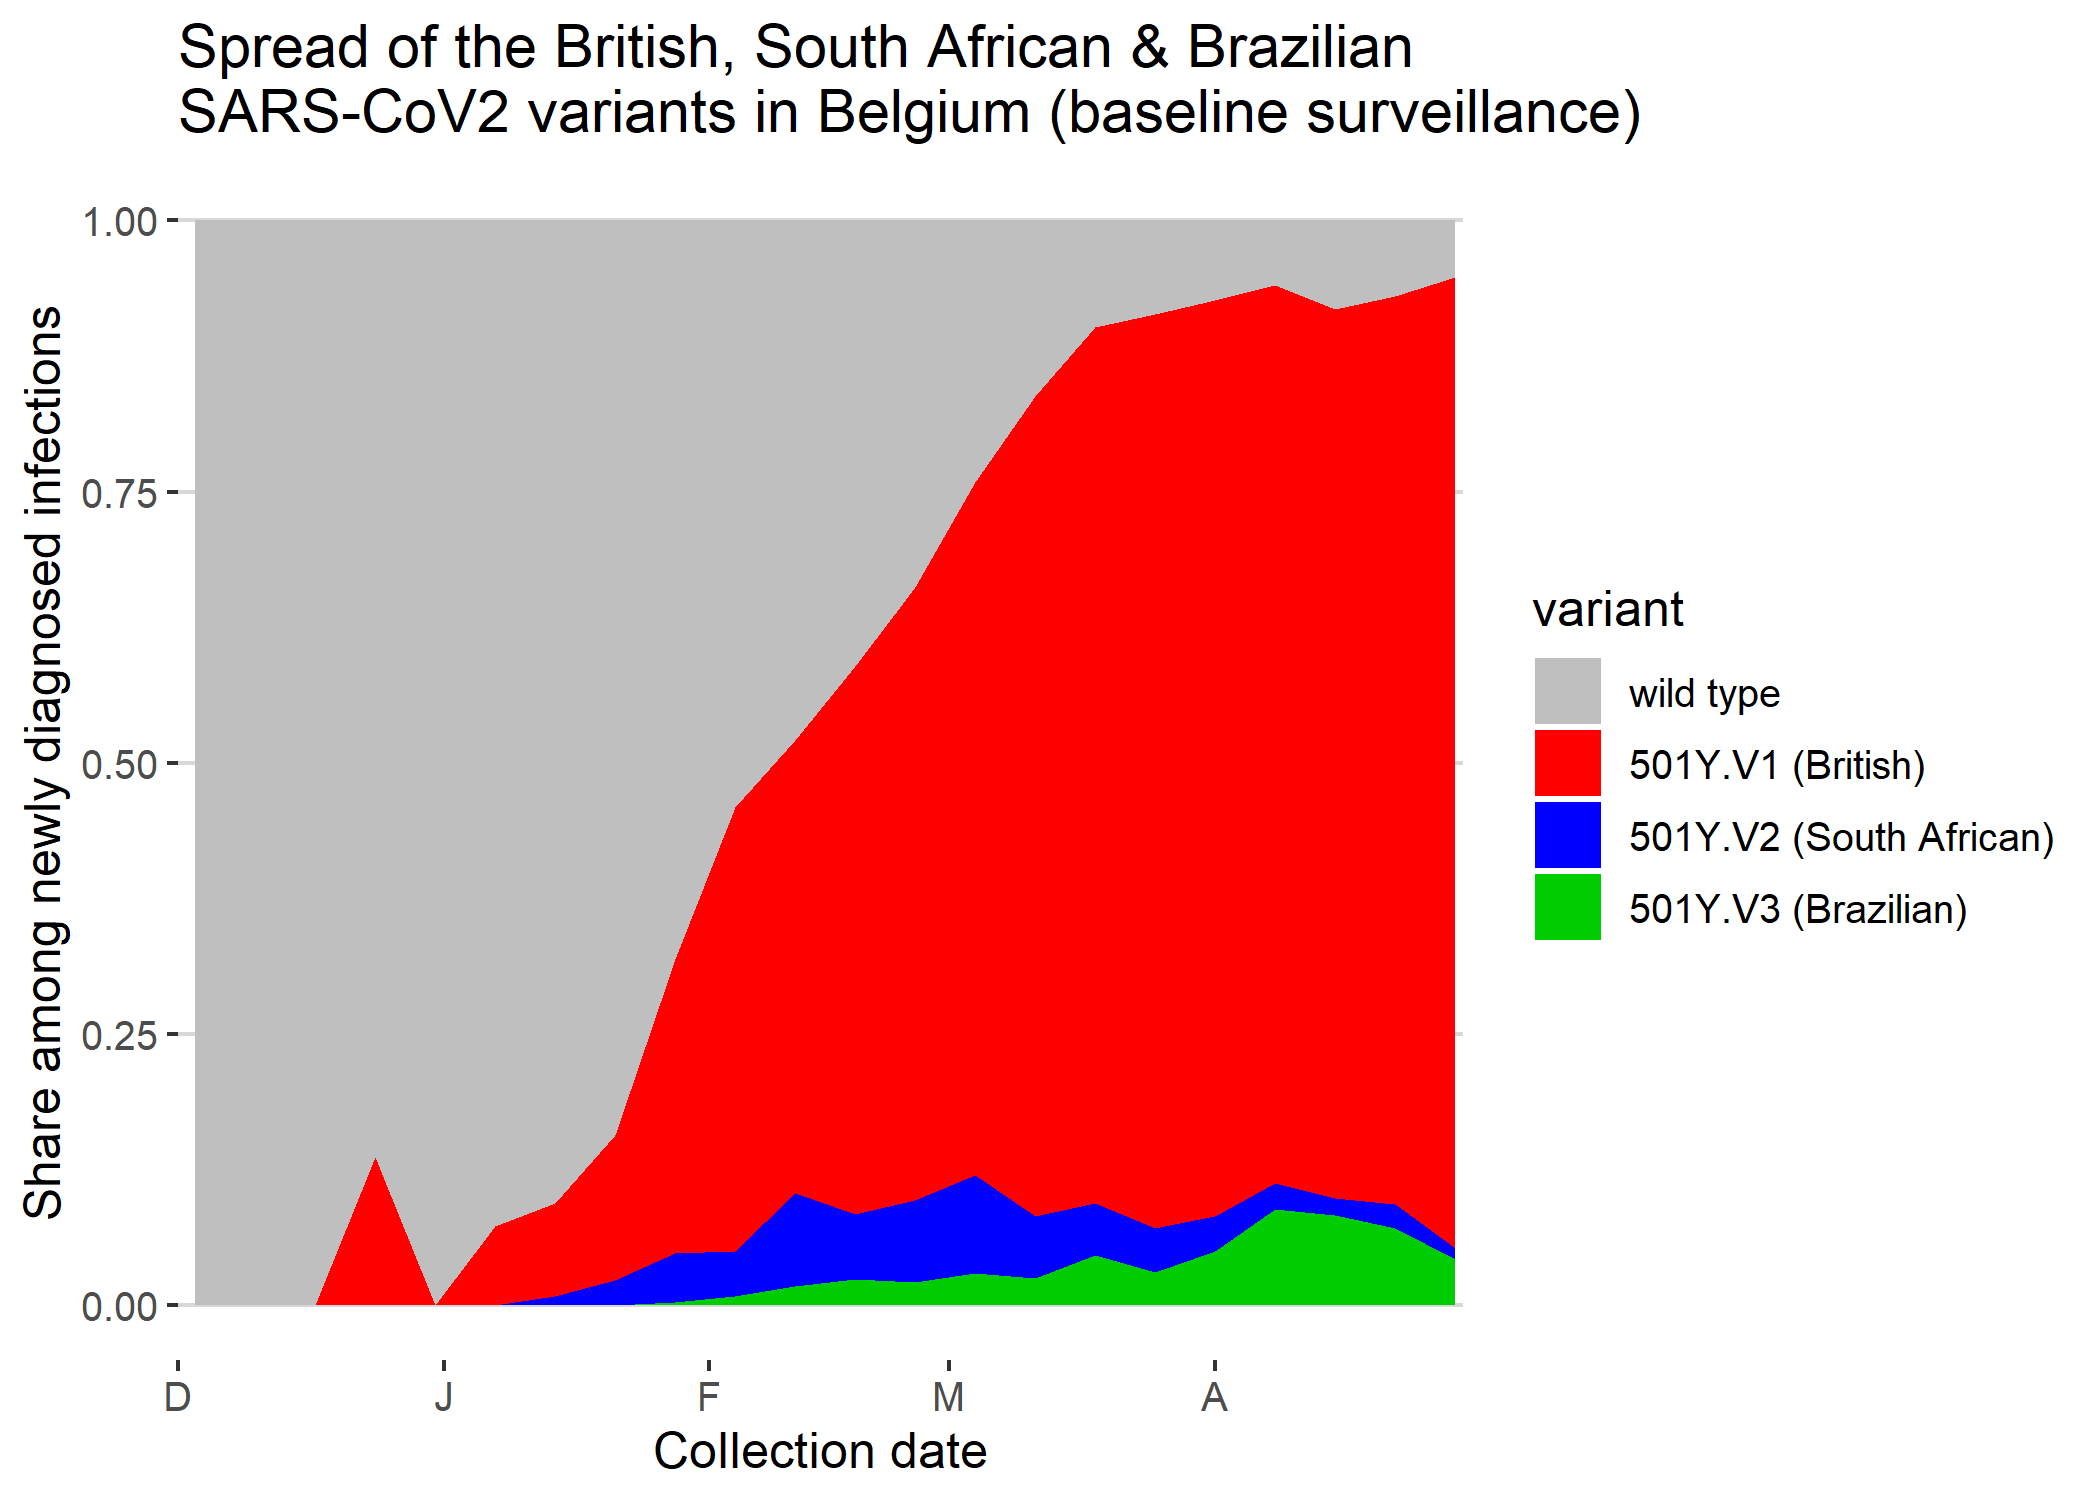 Spread of the British, South African & Brazilian
SARS-CoV2 variants in Belgium (baseline surveillance)
Share among newly diagnosed infections
1.00
0.75
0.50
0.25
0.00
D
J
F
M
A
Collection date
variant
wild type
501Y.V1 (British)
501Y.V2 (South African)
501Y.V3 (Brazilian)